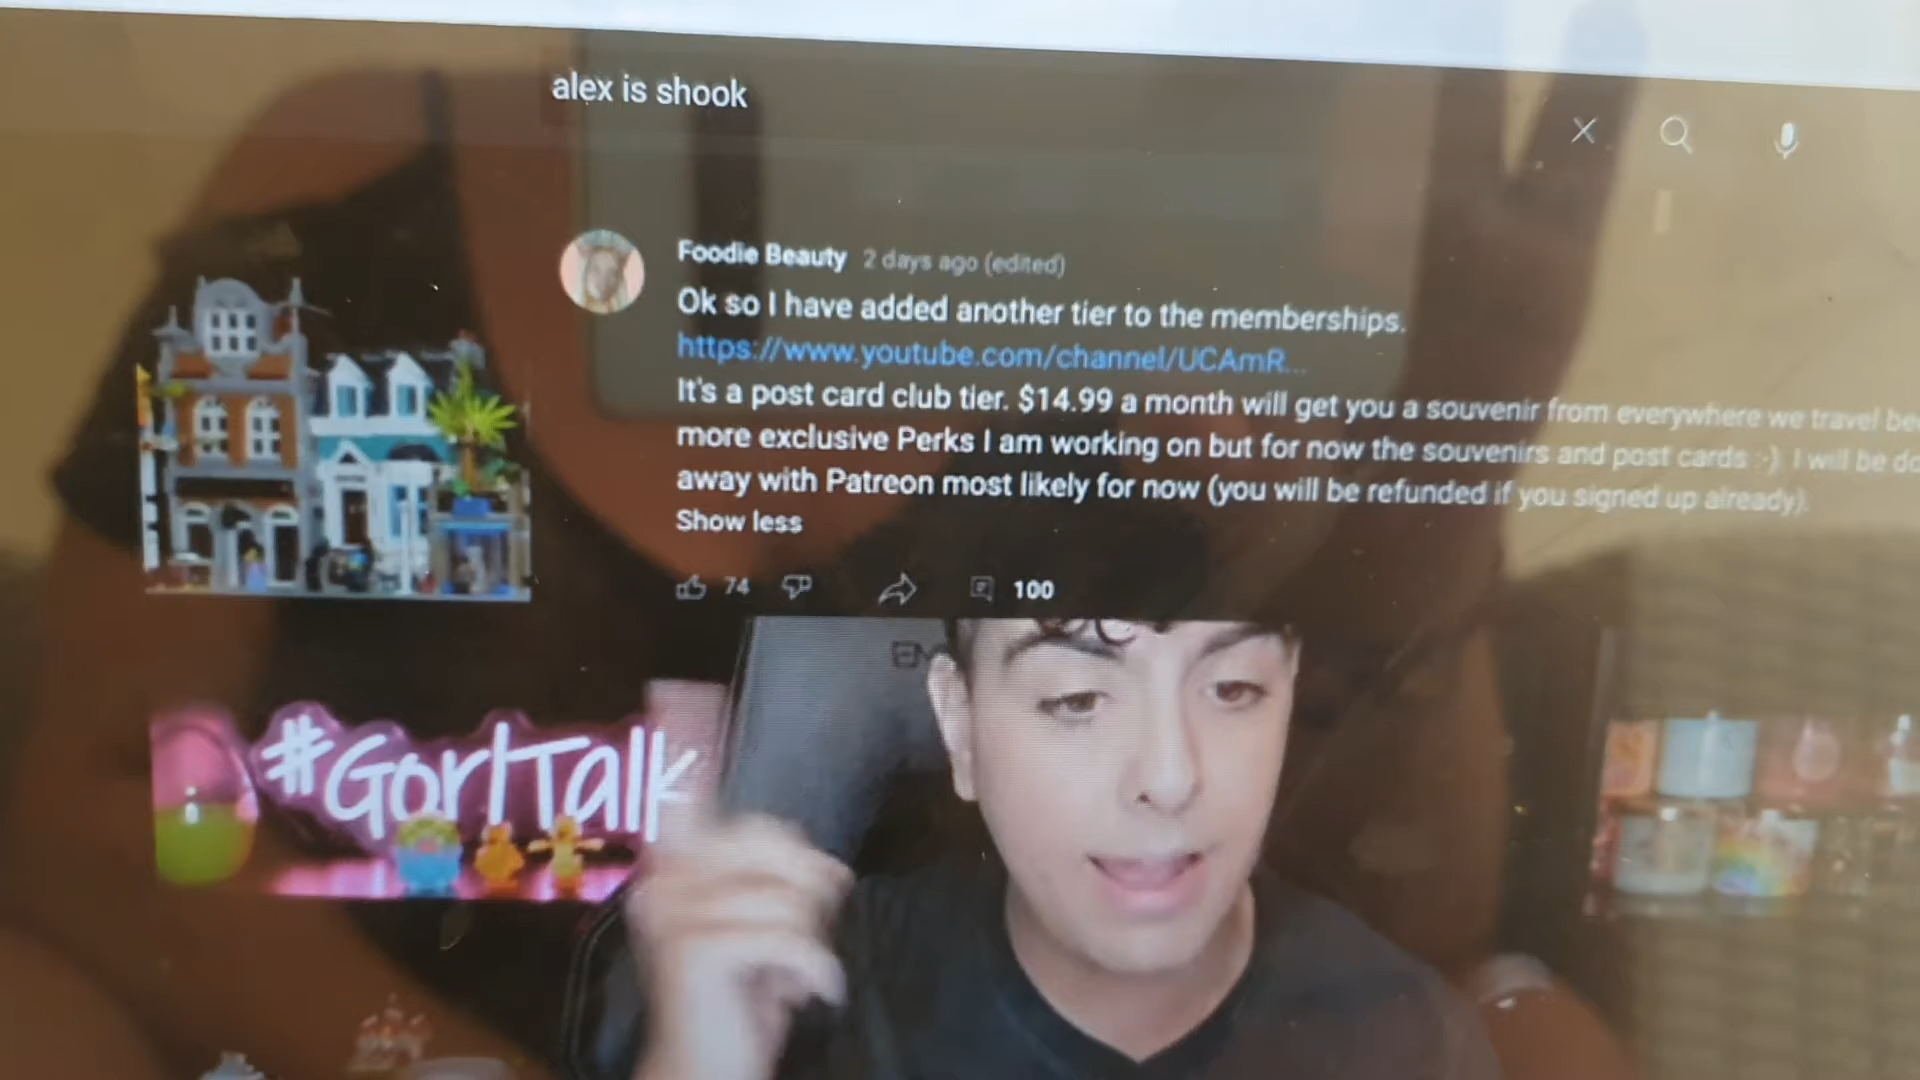 alex is shook
Foodie Beauty 2 days ago (edited)
Ok so I have added another tier to the memberships.
https://www.youtube.com/channel/UCAmR...
It's a post card club tier. $14.99 a month will get you a souvenir from everywhere we travel
more exclusive Perks I am working on but for now the souvenirs and post cards :-). I will be
away with Patreon most likely for now (you will be refunded if you signed up already).
Show less
74 100
#GorlTalk